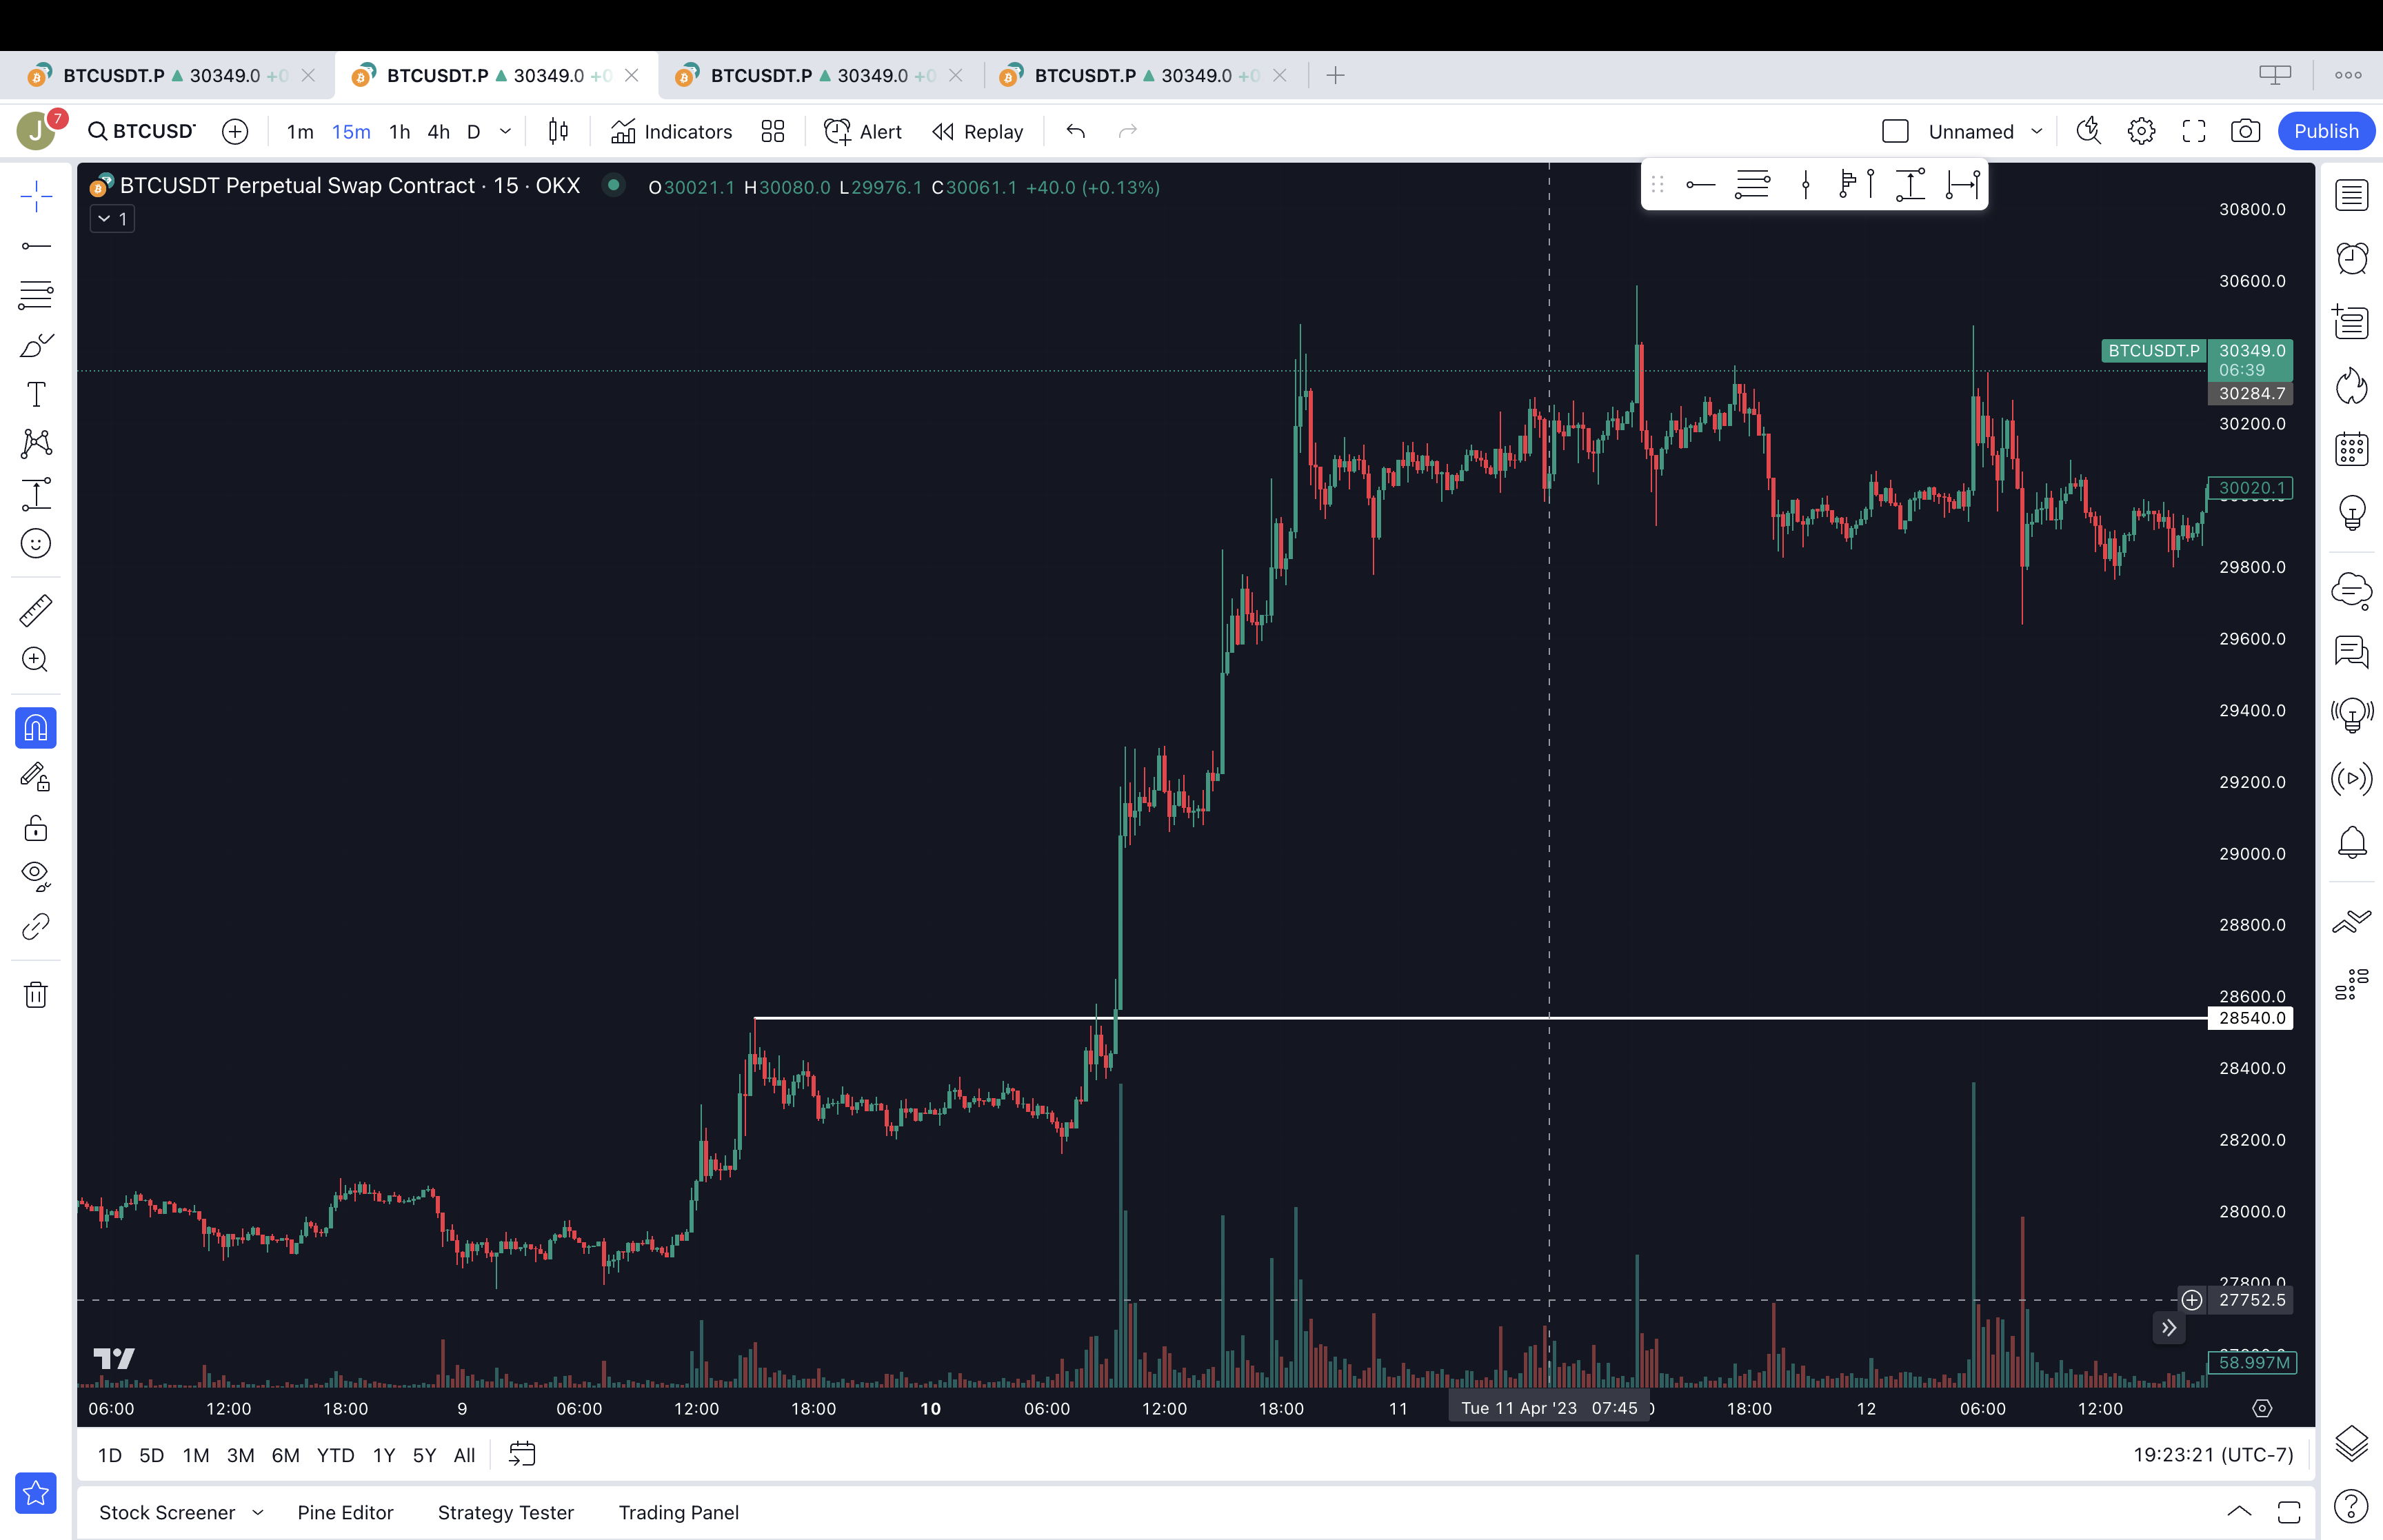 BTCUSDT.P ▲ 30349.0 +0 BTCUSDT.P ▲ 30349.0 +0 BTCUSDT.P ▲ 30349.0 +0 BTCUSDT.P ▲ 30349.0 +0
J 7 BTCUSD 1m 15m 1h 4h D Indicators Alert Replay Unnamed Publish
BTCUSDT Perpetual Swap Contract · 15 · OKX O30021.1 H30080.0 L29976.1 C30061.1 +40.0 (+0.13%)
1
30800.0
30600.0
BTCUSDT.P 30349.0
06:39
30284.7
30200.0
30020.1
29800.0
29600.0
29400.0
29200.0
29000.0
28800.0
28600.0
28540.0
28400.0
28200.0
28000.0
27800.0
27752.5
58.997M
06:00 12:00 18:00 9 06:00 12:00 18:00 10 06:00 12:00 18:00 11 Tue 11 Apr '23 07:45 18:00 12 06:00 12:00
1D 5D 1M 3M 6M YTD 1Y 5Y All 19:23:21 (UTC-7)
Stock Screener Pine Editor Strategy Tester Trading Panel